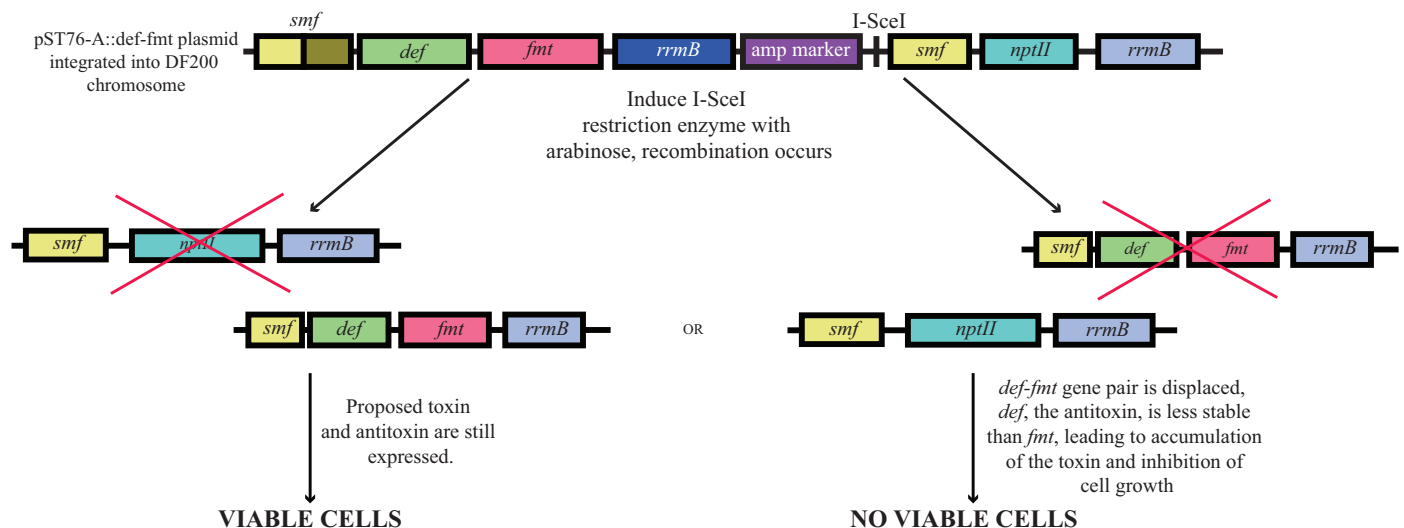 smf
I-SceI
pST76-A::def-fmt plasmid
integrated into DF200
chromosome
def
fmt
rrmB
amp marker
smf
nptII
rrmB
Induce I-SceI
restriction enzyme with
arabinose, recombination occurs
smf
nptII
rrmB
smf
def
fmt
rrmB
smf
def
fmt
rrmB
OR
smf
nptII
rrmB
Proposed toxin
and antitoxin are still
expressed.
def-fmt gene pair is displaced,
def, the antitoxin, is less stable
than fmt, leading to accumulation
of the toxin and inhibition of
cell growth
VIABLE CELLS
NO VIABLE CELLS